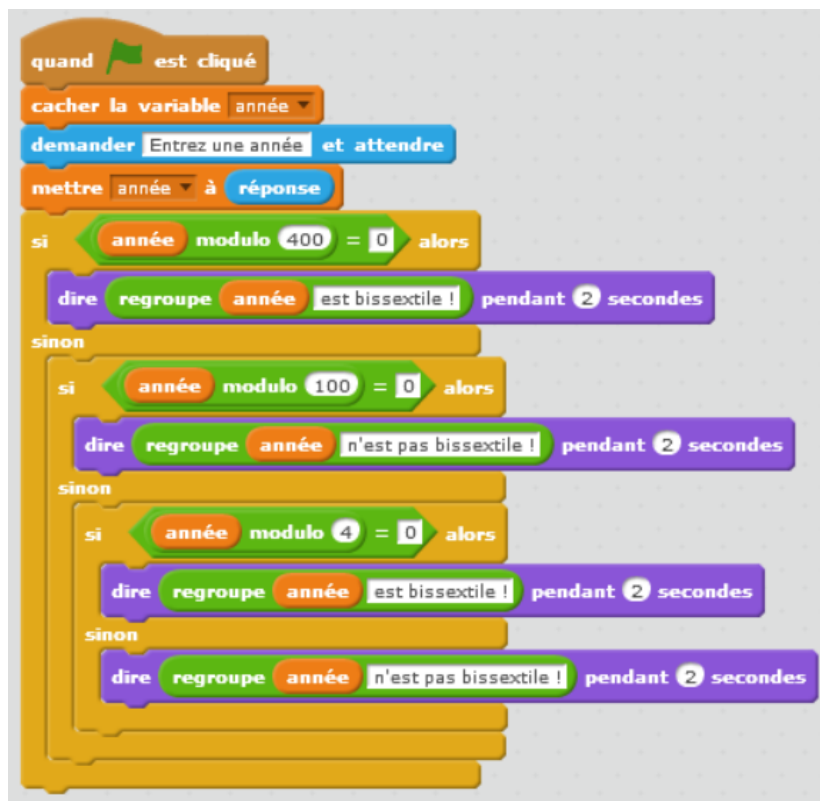 quand est cliqué
cacher la variable année
demander Entrez une année et attendre
mettre année à réponse
si année modulo 400 = 0 alors
dire regroupe année est bissextile ! pendant 2 secondes
sinon
si année modulo 100 = 0 alors
dire regroupe année n'est pas bissextile ! pendant 2 secondes
sinon
si année modulo 4 = 0 alors
dire regroupe année est bissextile ! pendant 2 secondes
sinon
dire regroupe année n'est pas bissextile ! pendant 2 secondes